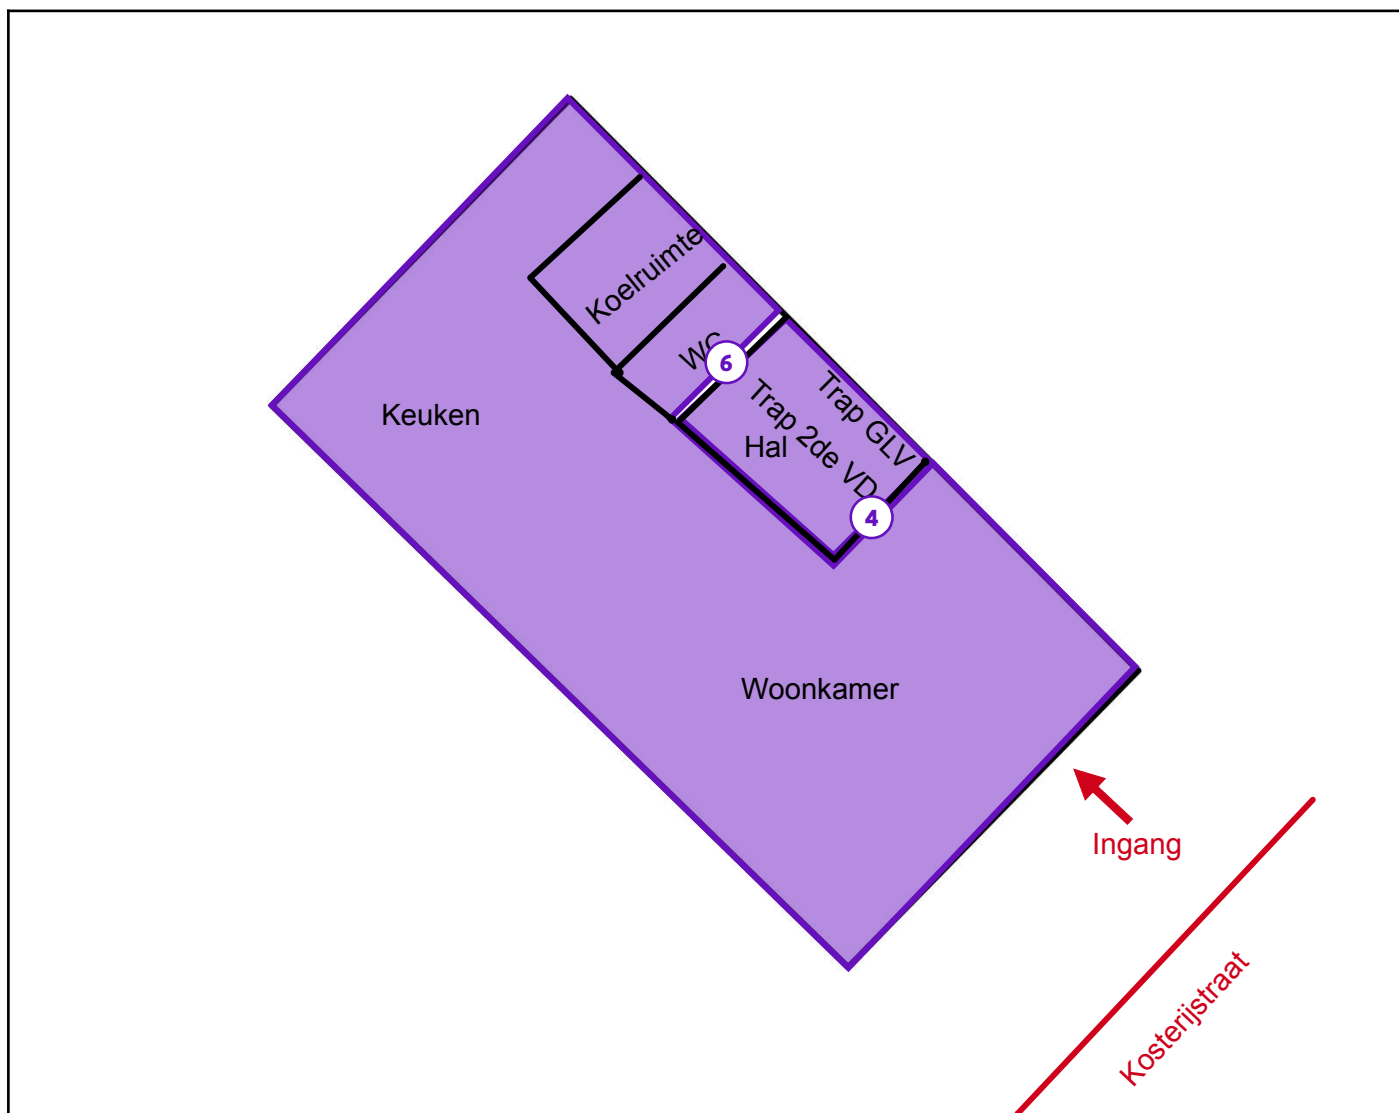 Koelruimte
WC
6
Trap GLV
Trap 2de VD
Hal
Keuken
4
Woonkamer
Ingang
Kosterijstraat